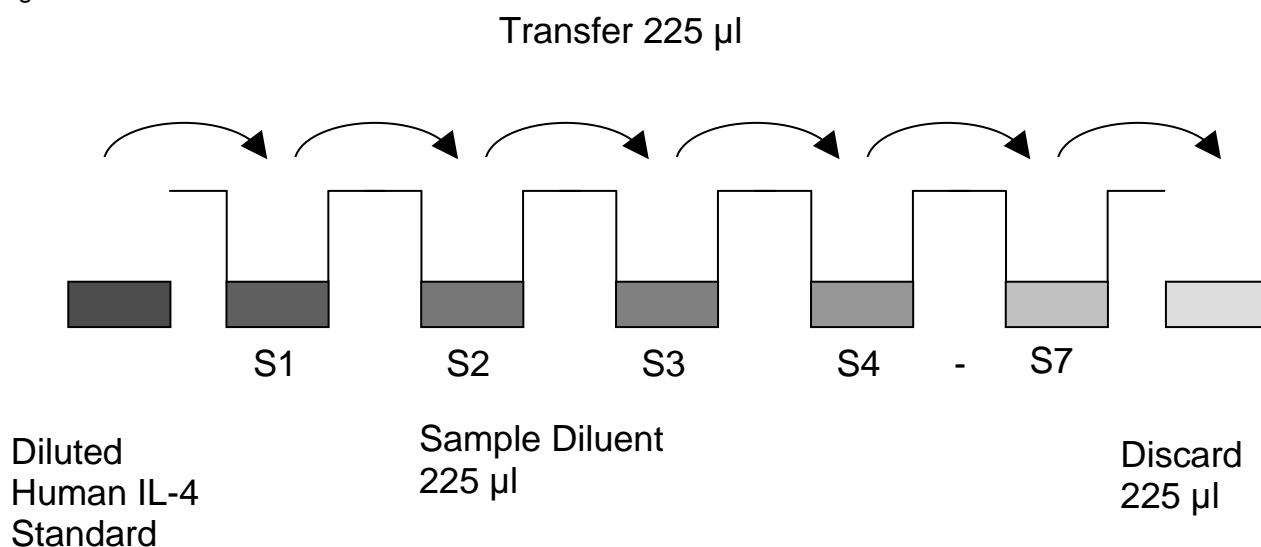 Transfer 225 µl
S1 S2 S3 S4 - S7
Diluted
Human IL-4
Standard
Sample Diluent
225 µl
Discard
225 µl